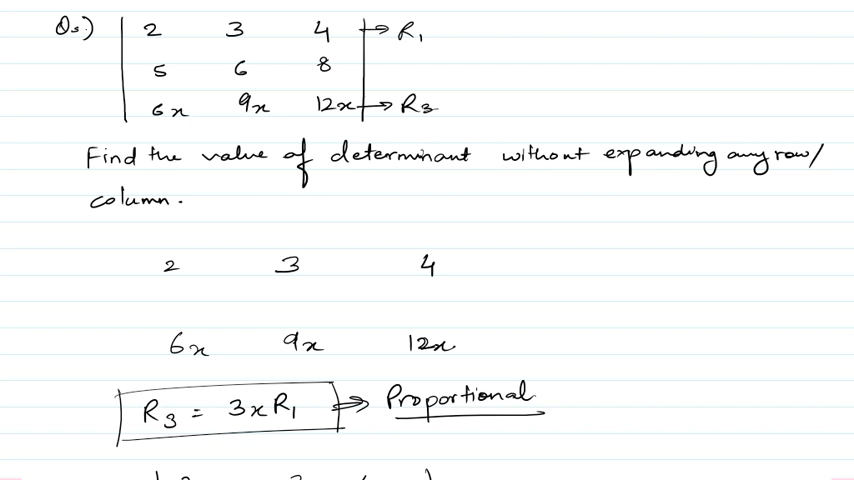 Qs.) | 2 3 4 | → R₁
5 6 8
6x 9x 12x → R₃
Find the value of determinant without expanding any row/
column.
2 3 4
6x 9x 12x
R₃ = 3x R₁ → Proportional